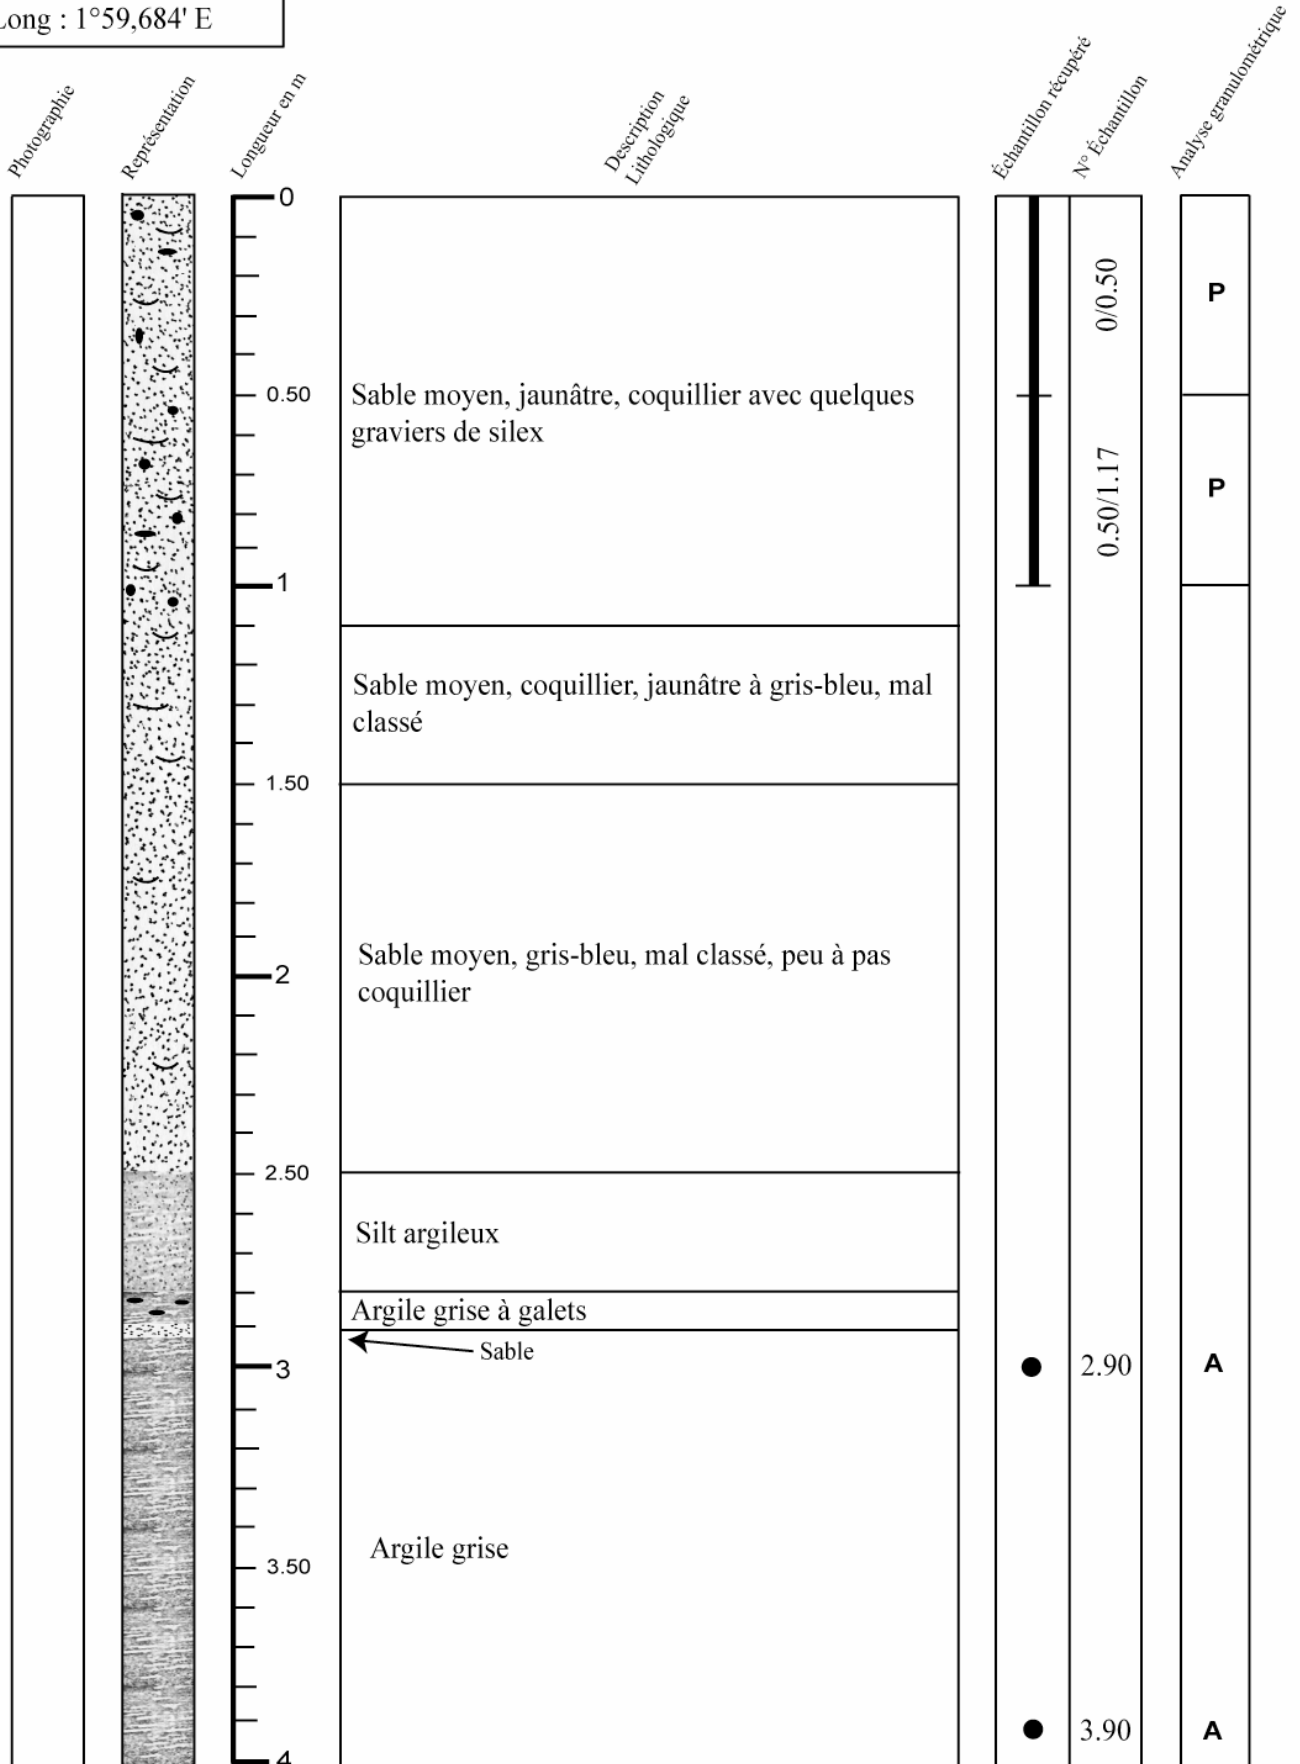 Long : 1°59,684' E
Photographie
Représentation
Longueur en m
Description
Lithologique
Échantillon récupéré
N° Échantillon
Analyse granulométrique
0
0/0.50
P
0.50
Sable moyen, jaunâtre, coquillier avec quelques
graviers de silex
0.50/1.17
P
1
Sable moyen, coquillier, jaunâtre à gris-bleu, mal
classé
1.50
Sable moyen, gris-bleu, mal classé, peu à pas
coquillier
2
2.50
Silt argileux
Argile grise à galets
Sable
3
2.90
A
Argile grise
3.50
3.90
A
4